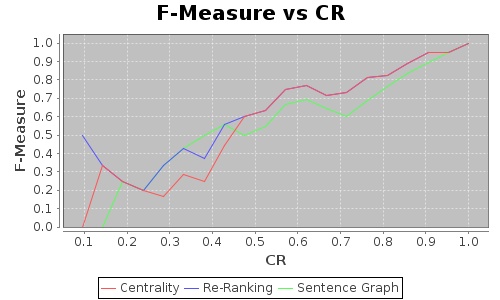 F-Measure vs CR
F-Measure
1.0
0.9
0.8
0.7
0.6
0.5
0.4
0.3
0.2
0.1
0.0
0.1 0.2 0.3 0.4 0.5 0.6 0.7 0.8 0.9 1.0
CR
Centrality Re-Ranking Sentence Graph